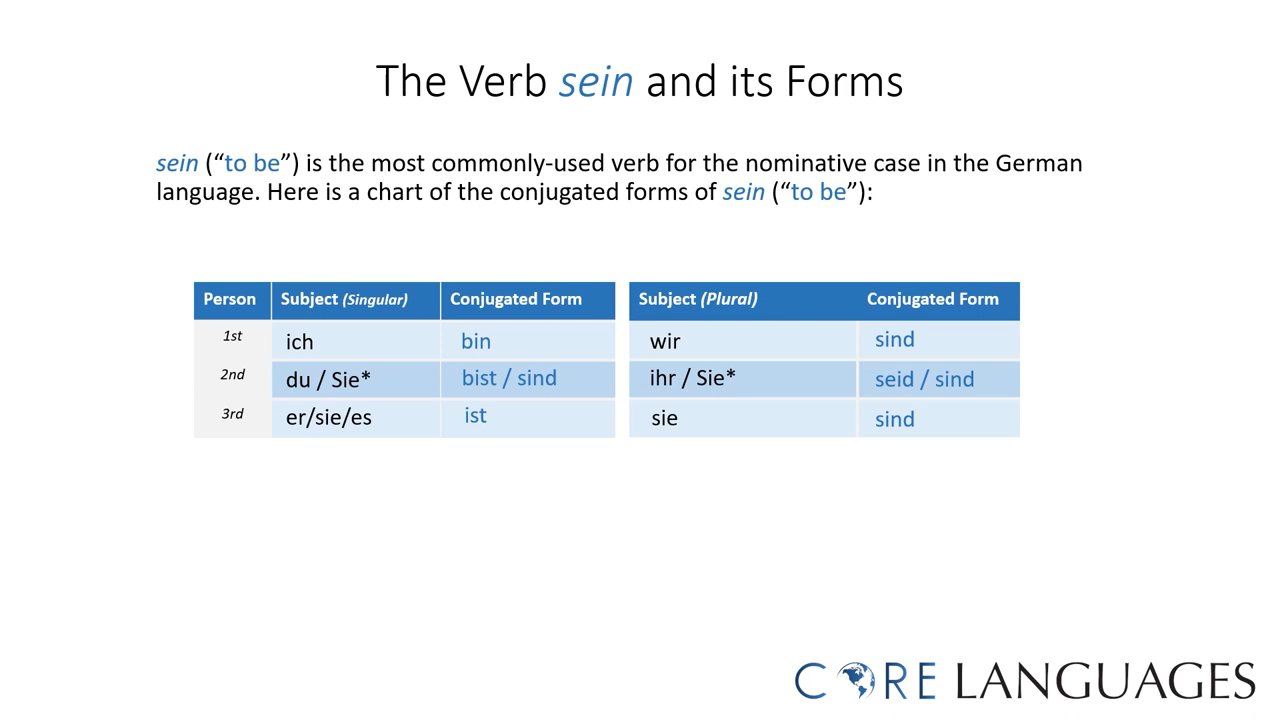 The Verb sein and its Forms
sein (“to be”) is the most commonly-used verb for the nominative case in the German
language. Here is a chart of the conjugated forms of sein (“to be”):
Person Subject (Singular) Conjugated Form Subject (Plural) Conjugated Form
1st ich bin wir sind
2nd du / Sie* bist / sind ihr / Sie* seid / sind
3rd er/sie/es ist sie sind
CORE LANGUAGES